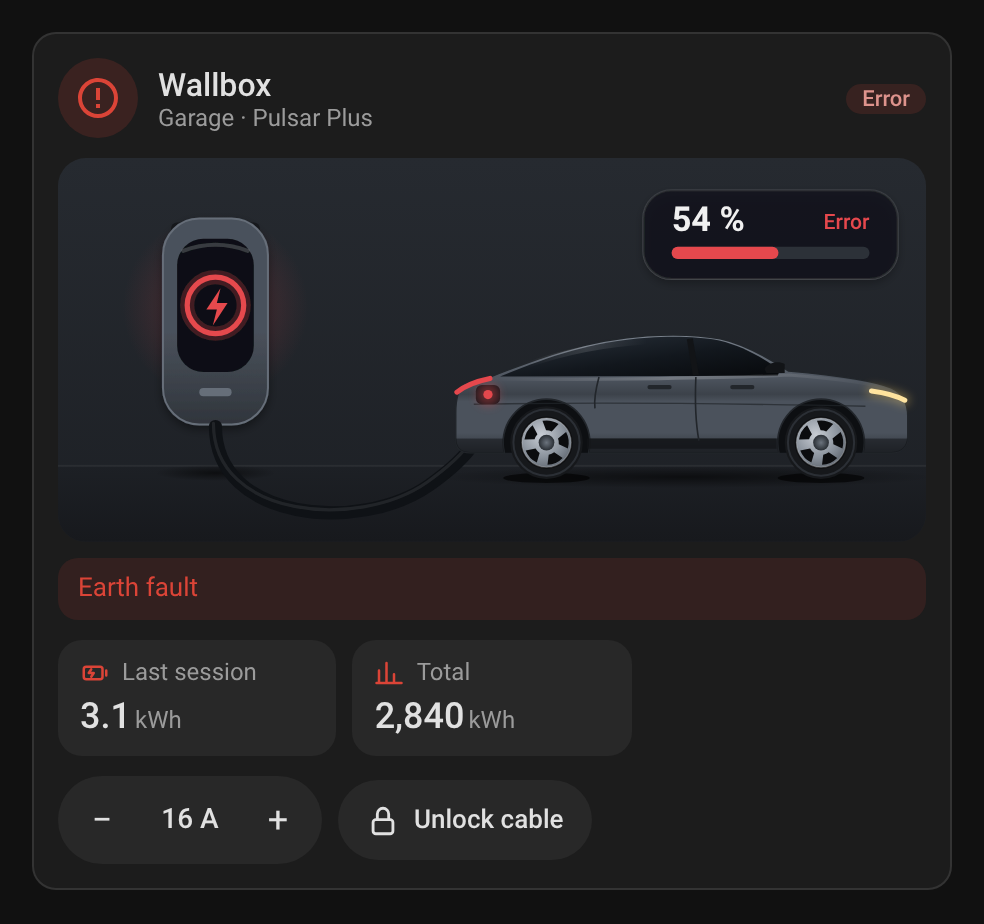 Wallbox
Garage · Pulsar Plus
Error
54 %
Error
Earth fault
Last session
3.1 kWh
Total
2,840 kWh
− 16 A +
Unlock cable